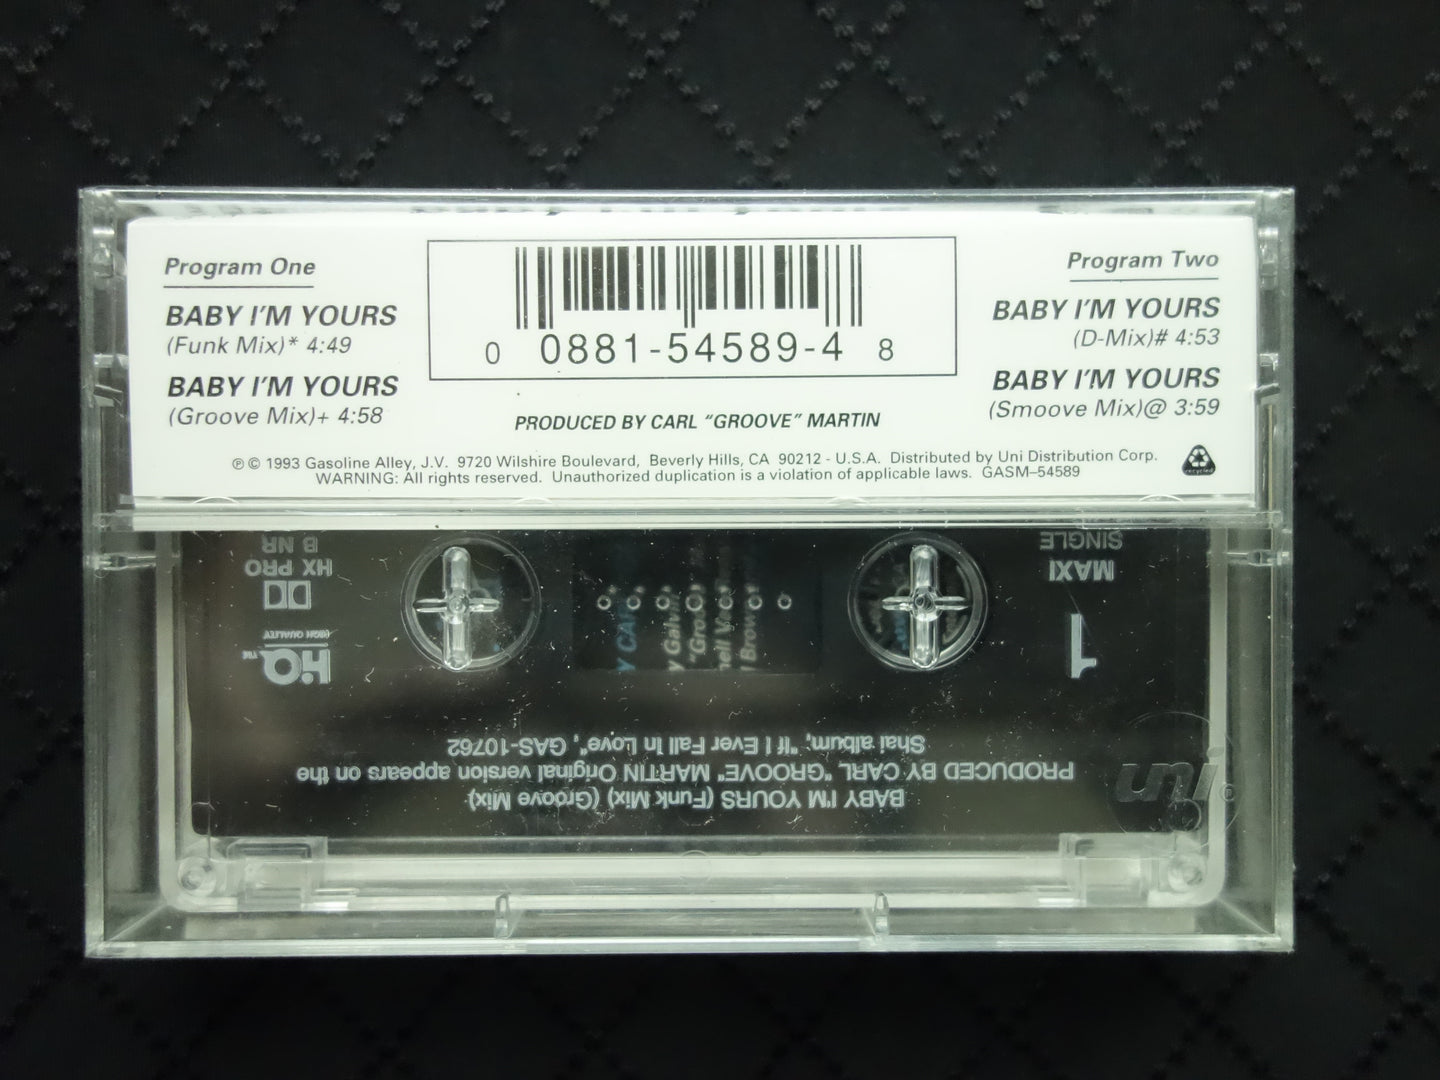 Program One
BABY I'M YOURS
(Funk Mix)* 4:49
BABY I'M YOURS
(Groove Mix)+ 4:58
0 0881-54589-4 8
PRODUCED BY CARL "GROOVE" MARTIN
Program Two
BABY I'M YOURS
(D-Mix)# 4:53
BABY I'M YOURS
(Smoove Mix)@ 3:59
℗ © 1993 Gasoline Alley, J.V. 9720 Wilshire Boulevard, Beverly Hills, CA 90212 - U.S.A. Distributed by Uni Distribution Corp.
WARNING: All rights reserved. Unauthorized duplication is a violation of applicable laws. GASM-54589
recycled
BABY I'M YOURS (Funk Mix) (Groove Mix)
PRODUCED BY CARL "GROOVE" MARTIN Original version appears on the
Shai album, "If I Ever Fall In Love", GAS-10762
1
MAXI
SINGLE
HiQ TM
HIGH QUALITY
HX PRO
B NR
uni